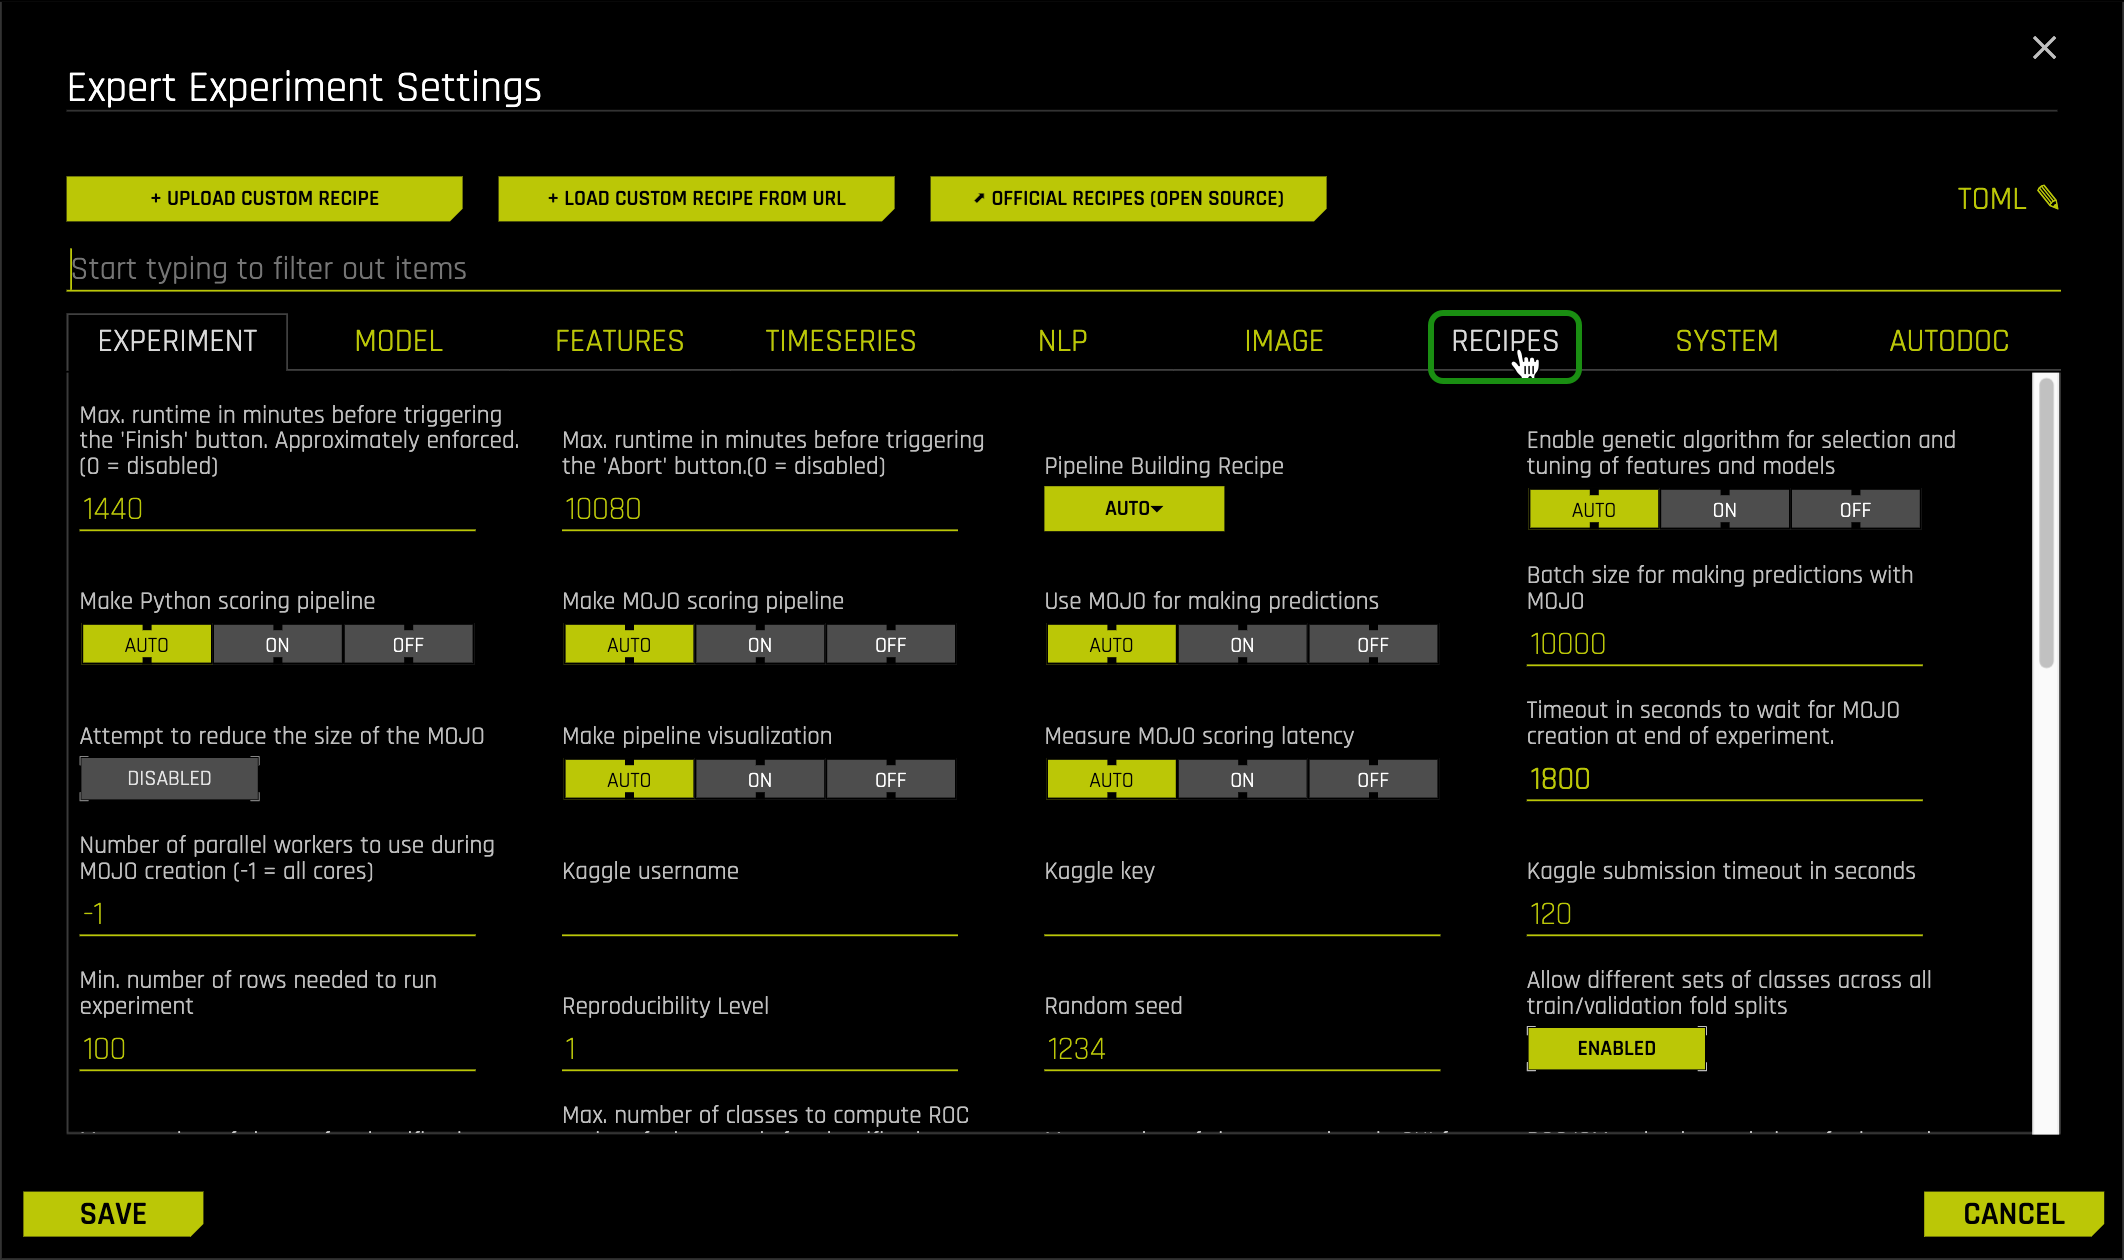 Expert Experiment Settings
+ UPLOAD CUSTOM RECIPE
+ LOAD CUSTOM RECIPE FROM URL
OFFICIAL RECIPES (OPEN SOURCE)
TOML
Start typing to filter out items
EXPERIMENT
MODEL
FEATURES
TIMESERIES
NLP
IMAGE
RECIPES
SYSTEM
AUTODOC
Max. runtime in minutes before triggering
the 'Finish' button. Approximately enforced.
(0 = disabled)
1440
Max. runtime in minutes before triggering
the 'Abort' button.(0 = disabled)
10080
Pipeline Building Recipe
AUTO
Enable genetic algorithm for selection and
tuning of features and models
AUTO ON OFF
Make Python scoring pipeline
AUTO ON OFF
Make MOJO scoring pipeline
AUTO ON OFF
Use MOJO for making predictions
AUTO ON OFF
Batch size for making predictions with
MOJO
10000
Attempt to reduce the size of the MOJO
DISABLED
Make pipeline visualization
AUTO ON OFF
Measure MOJO scoring latency
AUTO ON OFF
Timeout in seconds to wait for MOJO
creation at end of experiment.
1800
Number of parallel workers to use during
MOJO creation (-1 = all cores)
-1
Kaggle username
Kaggle key
Kaggle submission timeout in seconds
120
Min. number of rows needed to run
experiment
100
Reproducibility Level
1
Random seed
1234
Allow different sets of classes across all
train/validation fold splits
ENABLED
Max. number of classes to compute ROC
SAVE
CANCEL